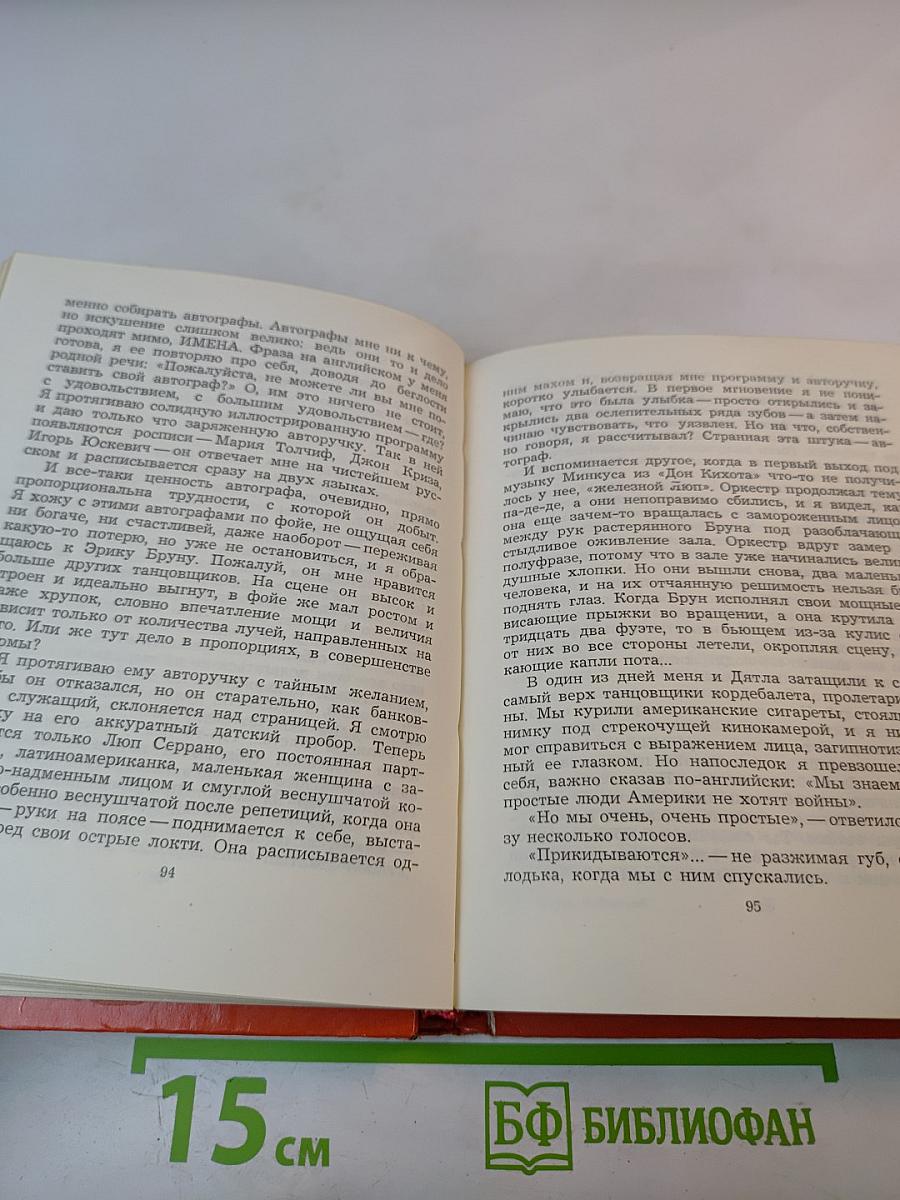 менно собирать автографы. Автографы мне ни к чему,
но искушение слишком велико: ведь они то и дело
проходят мимо, ИМЕНА. Фраза на английском у меня
готова, я ее повторяю про себя, доводя до беглости
родной речи: «Пожалуйста, не можете ли вы мне по-
ставить свой автограф?» О, им это ничего не стоит,
с удовольствием, с большим удовольствием — где?
Я протягиваю солидную иллюстрированную программу
и даю только что заряженную авторучку. Так в ней
появляются росписи — Мария Толчиф, Джон Криза,
Игорь Юскевич — он отвечает мне на чистейшем рус-
ском и расписывается сразу на двух языках.
И все-таки ценность автографа, очевидно, прямо
пропорциональна трудности, с которой он добыт.
Я хожу с этими автографами по фойе, не ощущая себя
ни богаче, ни счастливей, даже наоборот — переживая
какую-то потерю, но уже не остановиться, и я обра-
щаюсь к Эрику Бруну. Пожалуй, он мне нравится
больше других танцовщиков. На сцене он высок и
троен и идеально выгнут, в фойе же мал ростом и
аже хрупок, словно впечатление мощи и величия
висит только от количества лучей, направленных на
го. Или же тут дело в пропорциях, в совершенстве
рмы?
Я протягиваю ему авторучку с тайным желанием,
бы он отказался, но он старательно, как банков-
служащий, склоняется над страницей. Я смотрю
ку на его аккуратный датский пробор. Теперь
тся только Люп Серрано, его постоянная парт-
, латиноамериканка, маленькая женщина с за-
о-надменным лицом и смуглой веснушчатой ко-
собенно веснушчатой после репетиций, когда она
— руки на поясе — поднимается к себе, выста-
ред свои острые локти. Она расписывается од-
94
ним махом и, возвращая мне программу и авторучку,
коротко улыбается. В первое мгновение я не пони-
маю, что это была улыбка — просто открылись и за-
крылись два ослепительных ряда зубов — а затем на-
чинаю чувствовать, что уязвлен. Но на что, собствен-
но говоря, я рассчитывал? Странная эта штука — ав-
тограф.
И вспоминается другое, когда в первый выход под
музыку Минкуса из «Дон Кихота» что-то не получи-
лось у нее, «железной Люп». Оркестр продолжал тему
па-де-де, а они непоправимо сбились, и я видел, ка
она еще зачем-то вращалась с замороженным лицо
между рук растерянного Бруна под разоблачающ
стыдливое оживление зала. Оркестр вдруг замер
полуфразе, потому что в зале уже начинались вели
душные хлопки. Но они вышли снова, два малень
человека, и на их отчаянную решимость нельзя б
поднять глаз. Когда Брун исполнял свои мощные
висающие прыжки во вращении, а она крутила
тридцать два фуэте, то в бьющем из-за кулис
от них во все стороны летели, окропляя сцену,
кающие капли пота...
В один из дней меня и Дятла затащили к с
самый верх танцовщики кордебалета, пролетари
ны. Мы курили американские сигареты, стоял
нимку под стрекочущей кинокамерой, и я ни
мог справиться с выражением лица, загипнотиз
ный ее глазком. Но напоследок я превзошел
себя, важно сказав по-английски: «Мы знаем
простые люди Америки не хотят войны».
«Но мы очень, очень простые», — ответило
зу несколько голосов.
«Прикидываются»... — не разжимая губ,
лодька, когда мы с ним спускались.
95
15 см
БФ БИБЛИОФАН